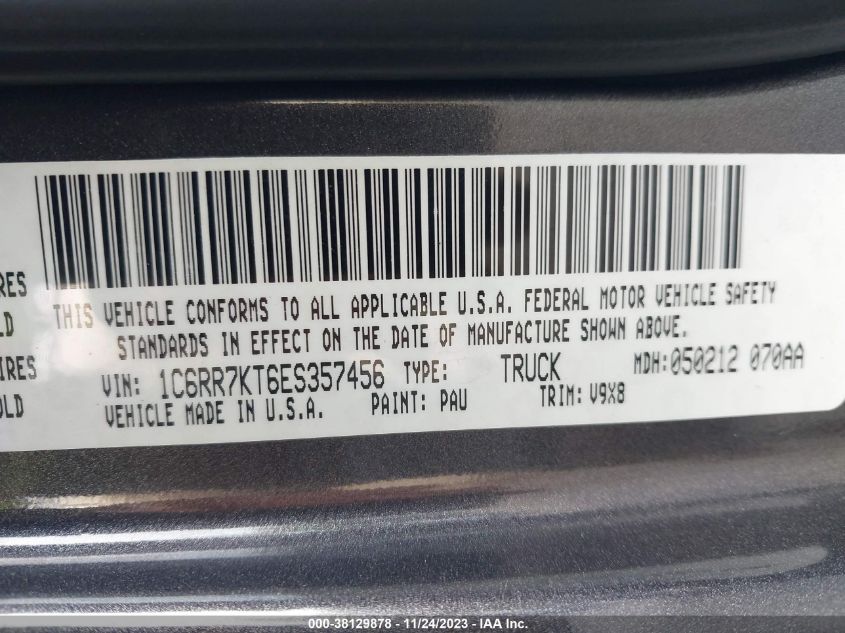 RES
LD
IRES
OLD
THIS VEHICLE CONFORMS TO ALL APPLICABLE U.S.A. FEDERAL MOTOR VEHICLE SAFETY
STANDARDS IN EFFECT ON THE DATE OF MANUFACTURE SHOWN ABOVE.
VIN: 1C6RR7KT6ES357456 TYPE: TRUCK MDH:050212 070AA
VEHICLE MADE IN U.S.A. PAINT: PAU TRIM: V9X8
000-38129878 - 11/24/2023 - IAA Inc.